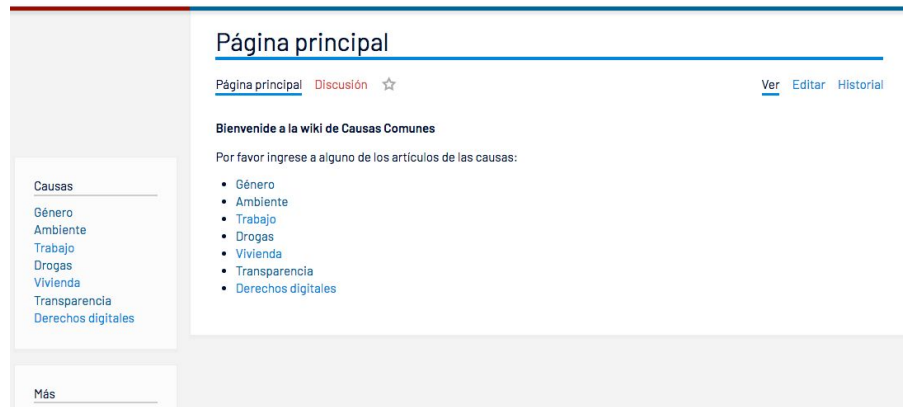 Página principal
Página principal Discusión Ver Editar Historial
Bienvenide a la wiki de Causas Comunes
Por favor ingrese a alguno de los artículos de las causas:
Género
Ambiente
Trabajo
Drogas
Vivienda
Transparencia
Derechos digitales
Causas
Género
Ambiente
Trabajo
Drogas
Vivienda
Transparencia
Derechos digitales
Más